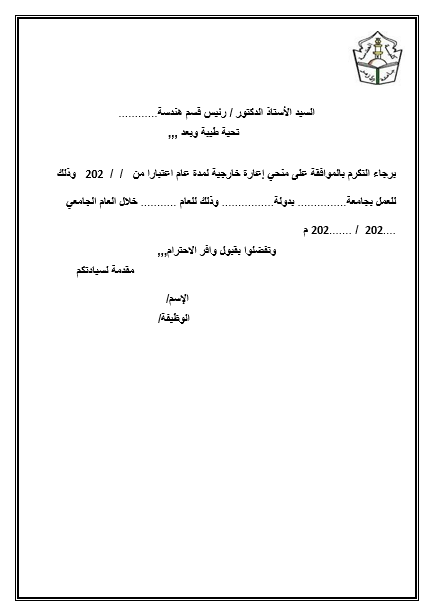 السيد الأستاذ الدكتور / رئيس قسم هندسة............
تحية طيبة وبعد ,,,
برجاء التكرم بالموافقة على منحي إعارة خارجية لمدة عام اعتبارا من / / 202 وذلك
للعمل بجامعة............... بدولة................ وذلك للعام ........... خلال العام الجامعي
....202 / .......202 م
وتفضلوا بقبول وافر الاحترام,,,
مقدمة لسيادتكم
الإسم/
الوظيفة/